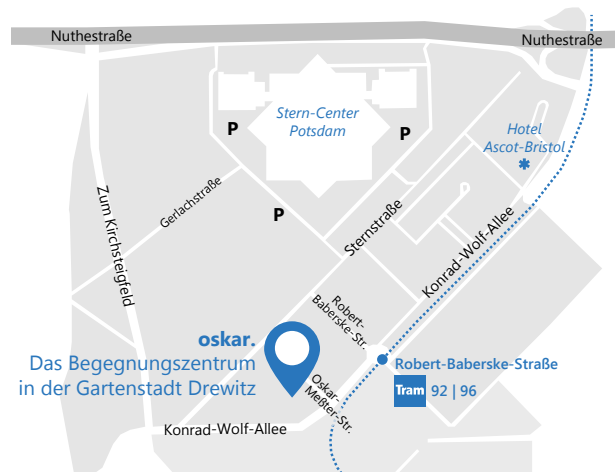 Nuthestraße
Nuthestraße
Stern-Center
Potsdam
P
P
Hotel
Ascot-Bristol
Gerlachstraße
P
Zum Kirchsteigfeld
Sternstraße
Konrad-Wolf-Allee
Robert-
Baberske-Str.
oskar.
Das Begegnungszentrum
in der Gartenstadt Drewitz
Robert-Baberske-Straße
Tram 92 | 96
Oskar-
Meßter-Str.
Konrad-Wolf-Allee